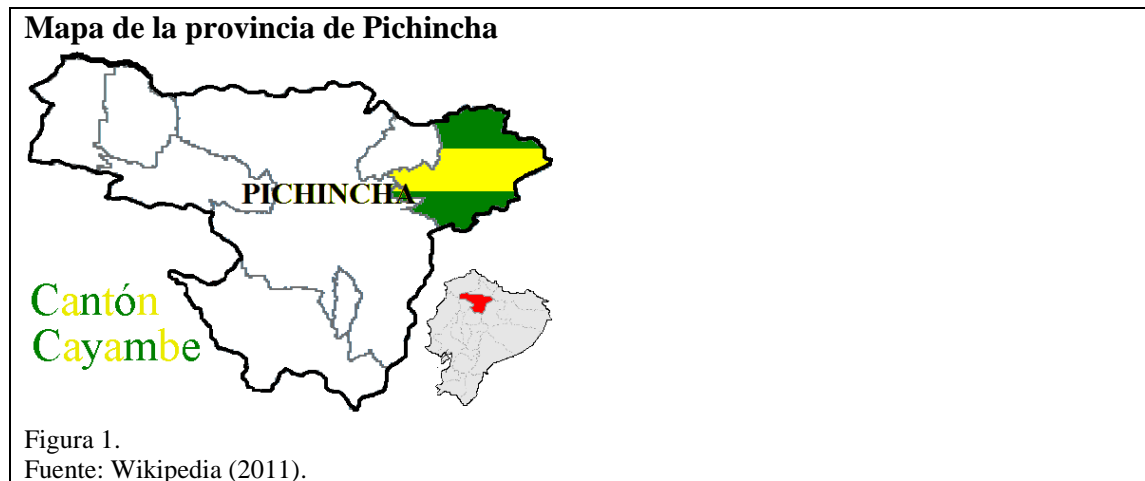 Mapa de la provincia de Pichincha
PICHINCHA
Cantón
Cayambe
Figura 1.
Fuente: Wikipedia (2011).